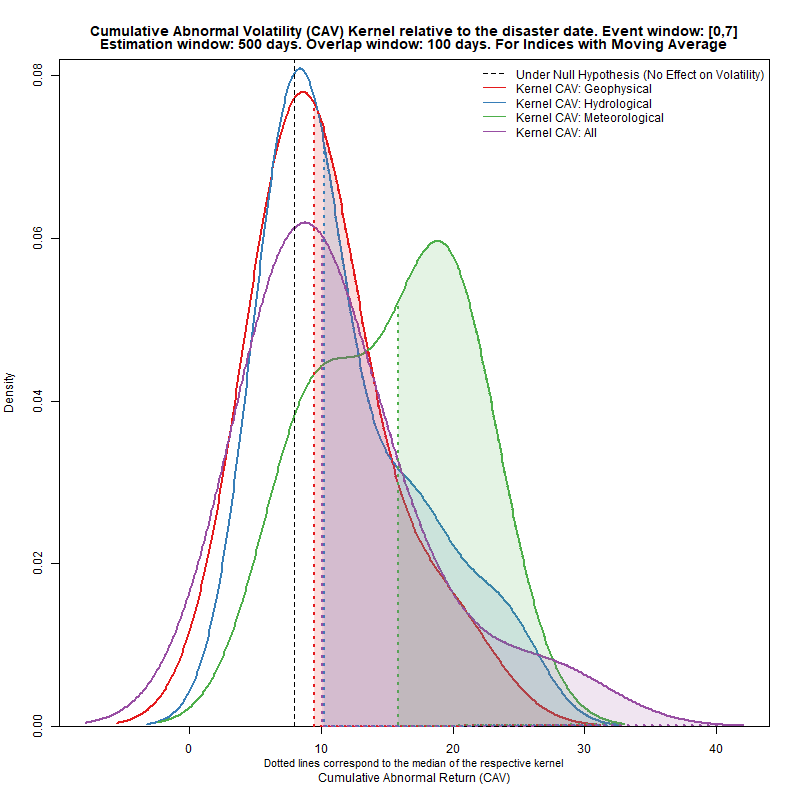 Cumulative Abnormal Volatility (CAV) Kernel relative to the disaster date. Event window: [0,7]
Estimation window: 500 days. Overlap window: 100 days. For Indices with Moving Average
Under Null Hypothesis (No Effect on Volatility)
Kernel CAV: Geophysical
Kernel CAV: Hydrological
Kernel CAV: Meteorological
Kernel CAV: All
0.08
0.06
0.04
0.02
0.00
Density
0 10 20 30 40
Dotted lines correspond to the median of the respective kernel
Cumulative Abnormal Return (CAV)